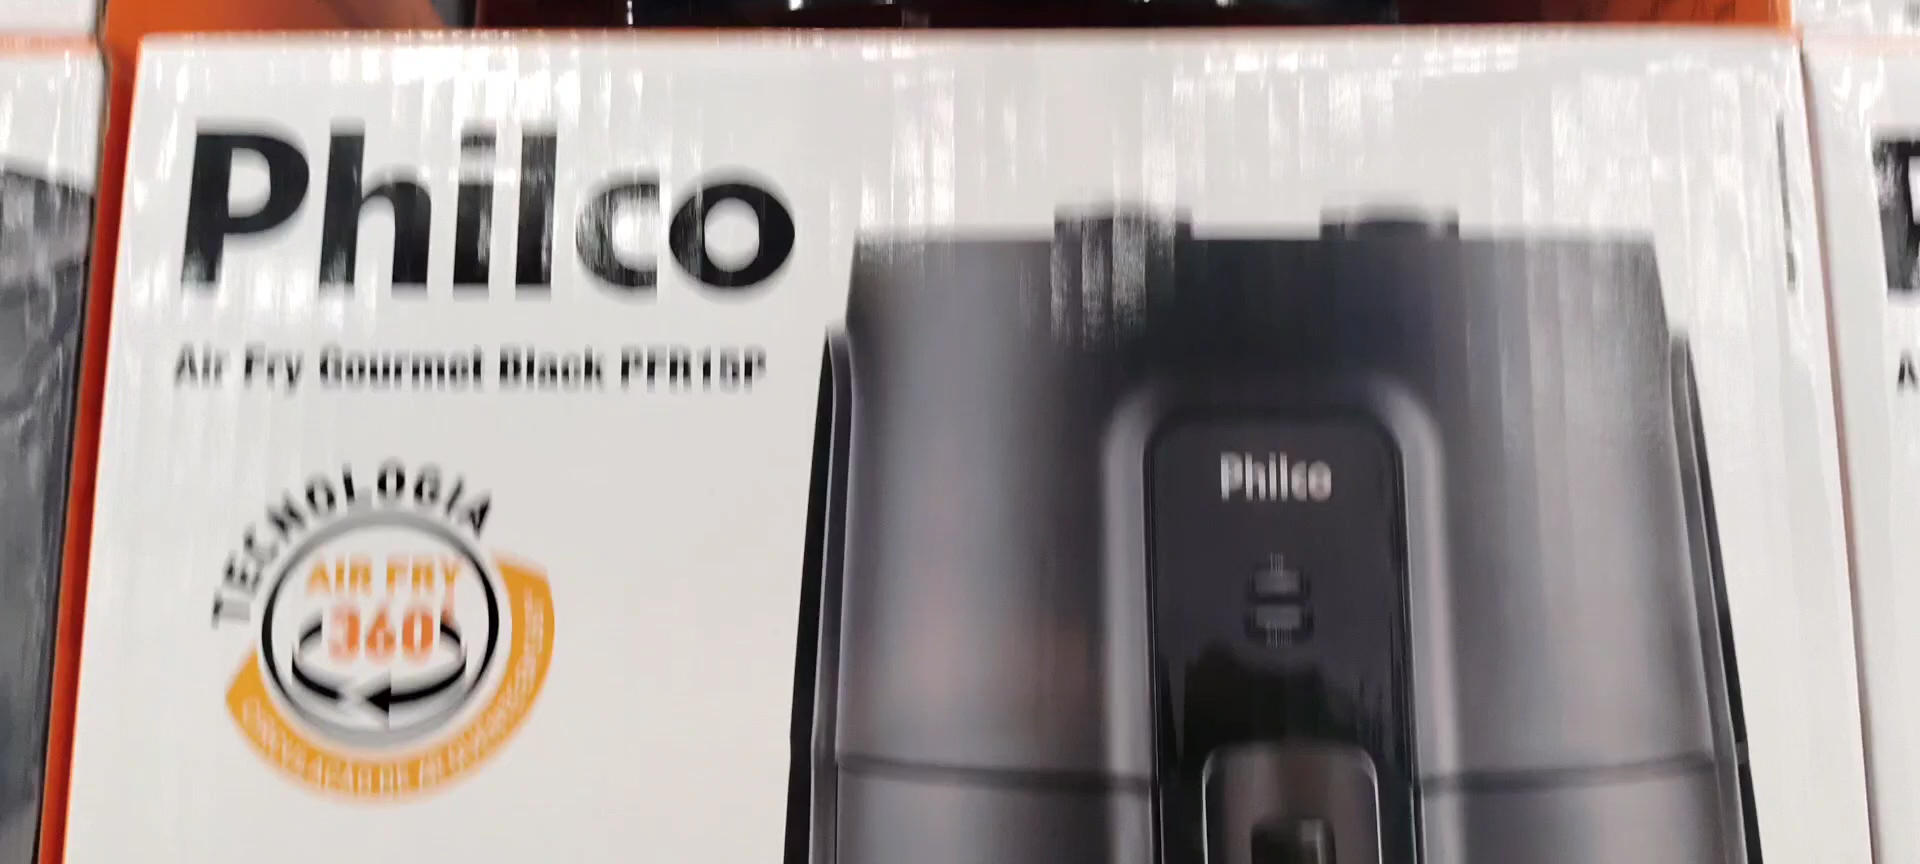 Philco
Air Fry Gourmet Black PFR15P
TECNOLOGIA
AIR FRY
360°
Philco